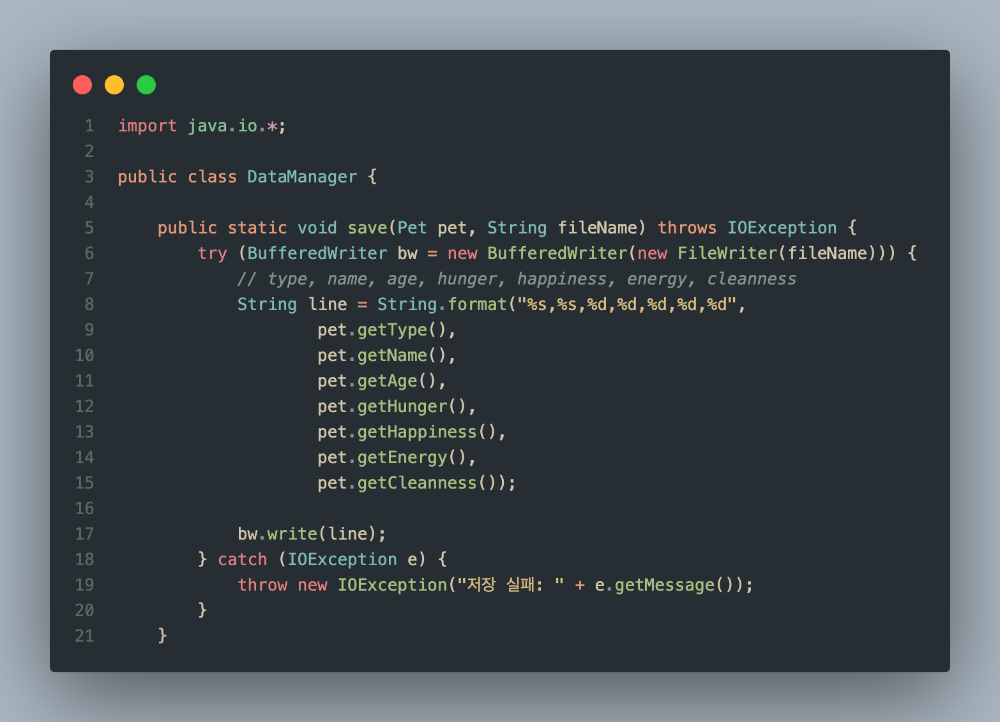 1 import java.io.*;
2
3 public class DataManager {
4
5     public static void save(Pet pet, String fileName) throws IOException {
6         try (BufferedWriter bw = new BufferedWriter(new FileWriter(fileName))) {
7             // type, name, age, hunger, happiness, energy, cleanness
8             String line = String.format("%s,%s,%d,%d,%d,%d,%d",
9                     pet.getType(),
10                     pet.getName(),
11                     pet.getAge(),
12                     pet.getHunger(),
13                     pet.getHappiness(),
14                     pet.getEnergy(),
15                     pet.getCleanness());
16
17             bw.write(line);
18         } catch (IOException e) {
19             throw new IOException("저장 실패: " + e.getMessage());
20         }
21     }